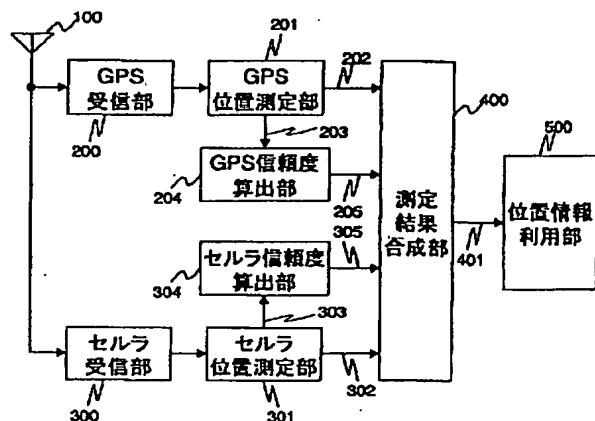 100
GPS
受信部
200
201
GPS
位置測定部
202
203
GPS信頼度
算出部
204
205
セルラ信頼度
算出部
304
305
303
セルラ
受信部
300
セルラ
位置測定部
301
302
測定
結果
合成部
400
401
位置情報
利用部
500